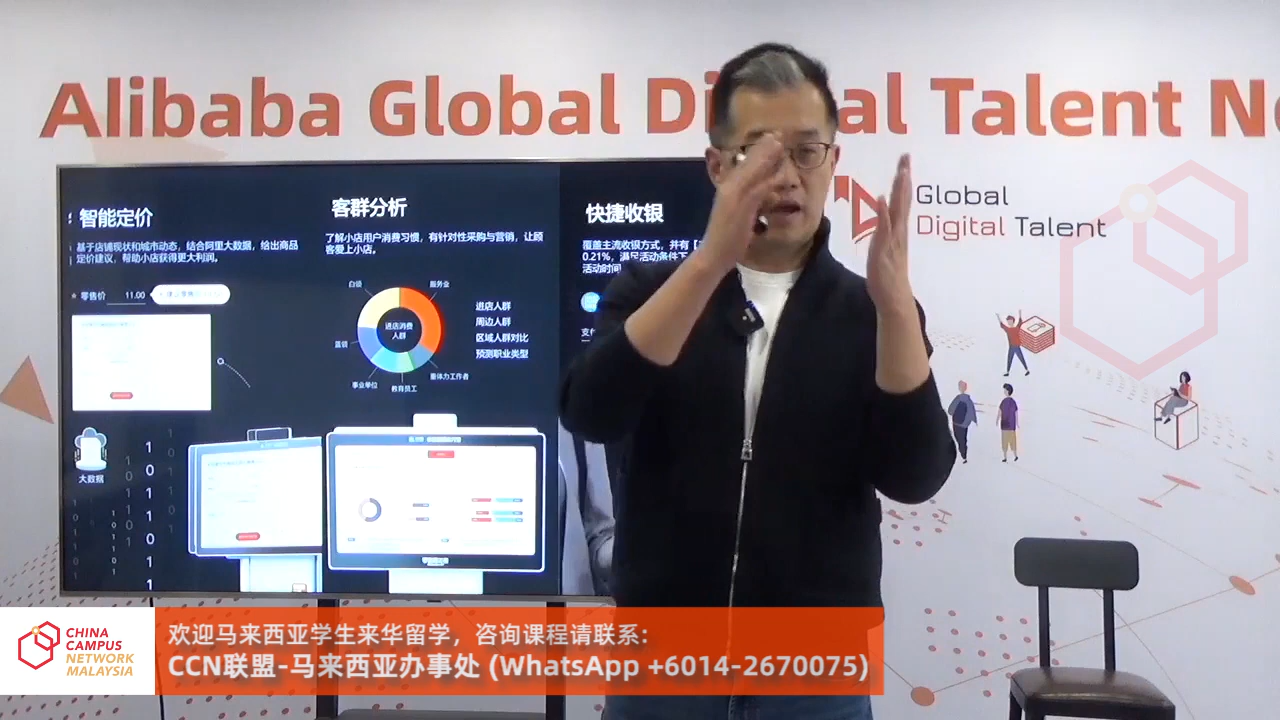 Alibaba Global Di al Talent Ne
Global
Digital Talent
智能定价
基于店铺现状和城市动态，结合阿里大数据，给出商品
定价建议，帮助小店获得更大利润。
零售价 11.00
大数据
客群分析
了解小店用户消费习惯，有针对性采购与营销，让顾
客爱上小店。
白领
服务业
蓝领
进店消费
人群
事业单位
教育员工
重体力工作者
进店人群
周边人群
区域人群对比
预测职业类型
快捷收银
覆盖主流收银方式，并有
0.21%，满足活动条件下
活动时间
CHINA
CAMPUS
NETWORK
MALAYSIA
欢迎马来西亚学生来华留学，咨询课程请联系:
CCN联盟-马来西亚办事处 (WhatsApp +6014-2670075)